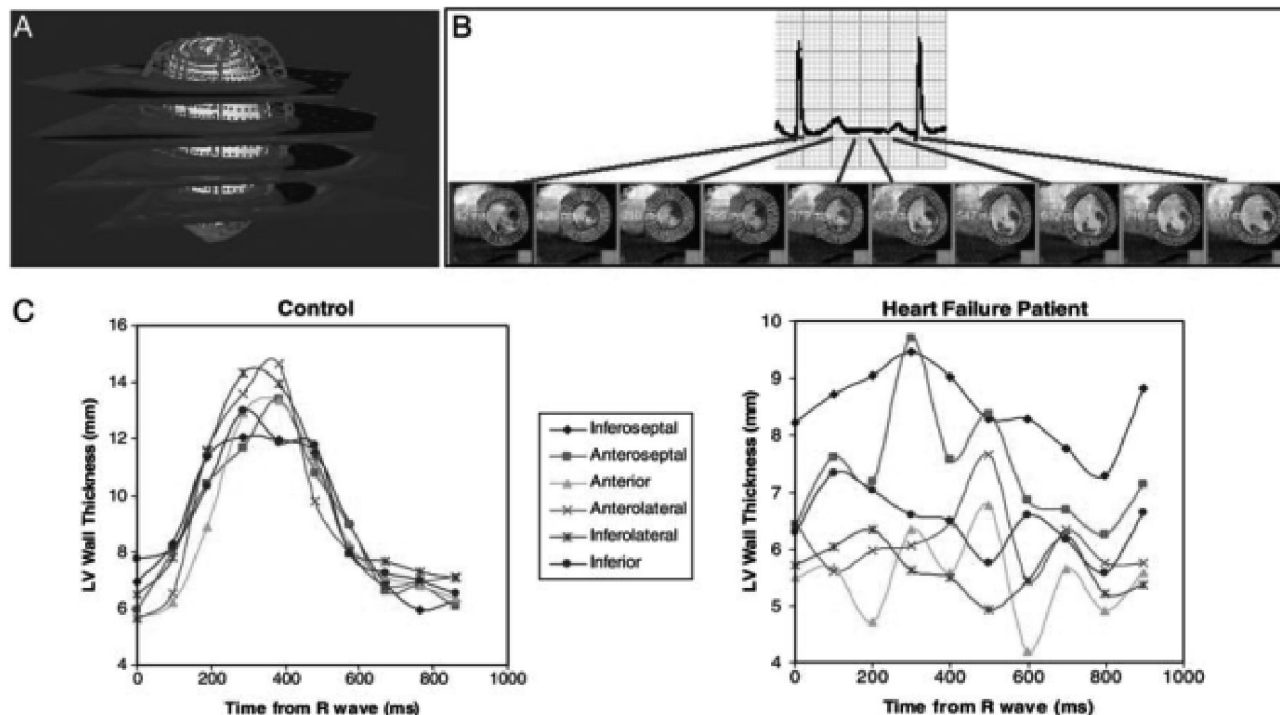 A
B
C
Control
16
14
12
10
8
6
4
0
200
400
600
800
1000
LV Wall Thickness (mm)
Time from R wave (ms)
Inferoseptal
Anteroseptal
Anterior
Anterolateral
Inferolateral
Inferior
Heart Failure Patient
10
9
8
7
6
5
4
0
200
400
600
800
1000
LV Wall Thickness (mm)
Time from R wave (ms)